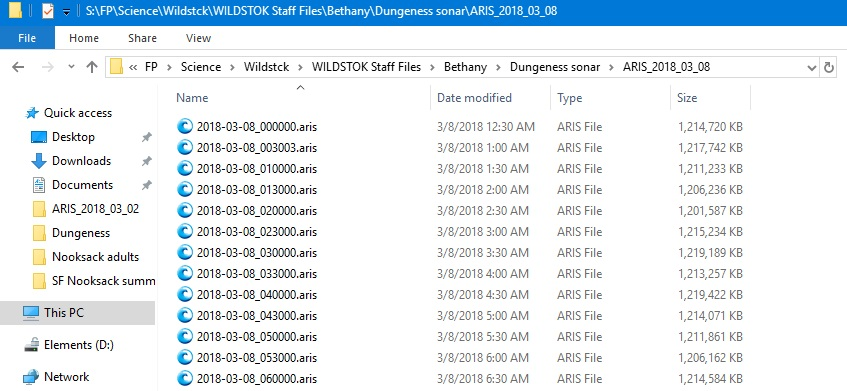 S:\FP\Science\Wildstck\WILDSTOK Staff Files\Bethany\Dungeness sonar\ARIS_2018_03_08
File Home Share View
« FP > Science > Wildstck > WILDSTOK Staff Files > Bethany > Dungeness sonar > ARIS_2018_03_08
Quick access
Desktop
Downloads
Documents
ARIS_2018_03_02
Dungeness
Nooksack adults
SF Nooksack summ
This PC
Elements (D:)
Network
Name Date modified Type Size
2018-03-08_000000.aris 3/8/2018 12:30 AM ARIS File 1,214,720 KB
2018-03-08_003003.aris 3/8/2018 1:00 AM ARIS File 1,217,742 KB
2018-03-08_010000.aris 3/8/2018 1:30 AM ARIS File 1,211,233 KB
2018-03-08_013000.aris 3/8/2018 2:00 AM ARIS File 1,206,236 KB
2018-03-08_020000.aris 3/8/2018 2:30 AM ARIS File 1,201,587 KB
2018-03-08_023000.aris 3/8/2018 3:00 AM ARIS File 1,215,234 KB
2018-03-08_030000.aris 3/8/2018 3:30 AM ARIS File 1,219,189 KB
2018-03-08_033000.aris 3/8/2018 4:00 AM ARIS File 1,213,257 KB
2018-03-08_040000.aris 3/8/2018 4:30 AM ARIS File 1,219,422 KB
2018-03-08_043000.aris 3/8/2018 5:00 AM ARIS File 1,214,071 KB
2018-03-08_050000.aris 3/8/2018 5:30 AM ARIS File 1,211,861 KB
2018-03-08_053000.aris 3/8/2018 6:00 AM ARIS File 1,206,162 KB
2018-03-08_060000.aris 3/8/2018 6:30 AM ARIS File 1,214,584 KB